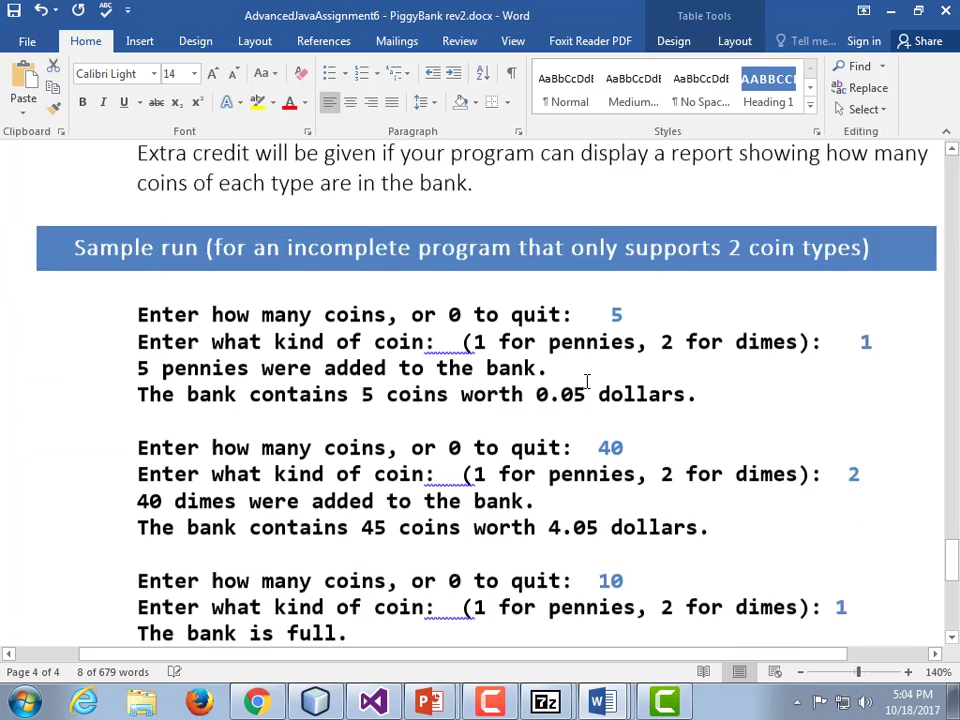 AdvancedJavaAssignment6 - PiggyBank rev2.docx - Word
Table Tools
File Home Insert Design Layout References Mailings Review View Foxit Reader PDF Design Layout Tell me... Sign in Share
Paste
Calibri Light 14 Aa
B I U abc x₂ x² A A
AaBbCcDdE AaBbCcDdE AaBbCcDdE AABBCC
¶ Normal Medium... ¶ No Spac... Heading 1
Find
Replace
Select
Clipboard Font Paragraph Styles Editing
Extra credit will be given if your program can display a report showing how many
coins of each type are in the bank.
Sample run (for an incomplete program that only supports 2 coin types)
Enter how many coins, or 0 to quit: 5
Enter what kind of coin: (1 for pennies, 2 for dimes): 1
5 pennies were added to the bank.
The bank contains 5 coins worth 0.05 dollars.
Enter how many coins, or 0 to quit: 40
Enter what kind of coin: (1 for pennies, 2 for dimes): 2
40 dimes were added to the bank.
The bank contains 45 coins worth 4.05 dollars.
Enter how many coins, or 0 to quit: 10
Enter what kind of coin: (1 for pennies, 2 for dimes): 1
The bank is full.
Page 4 of 4 8 of 679 words 140%
5:04 PM
10/18/2017